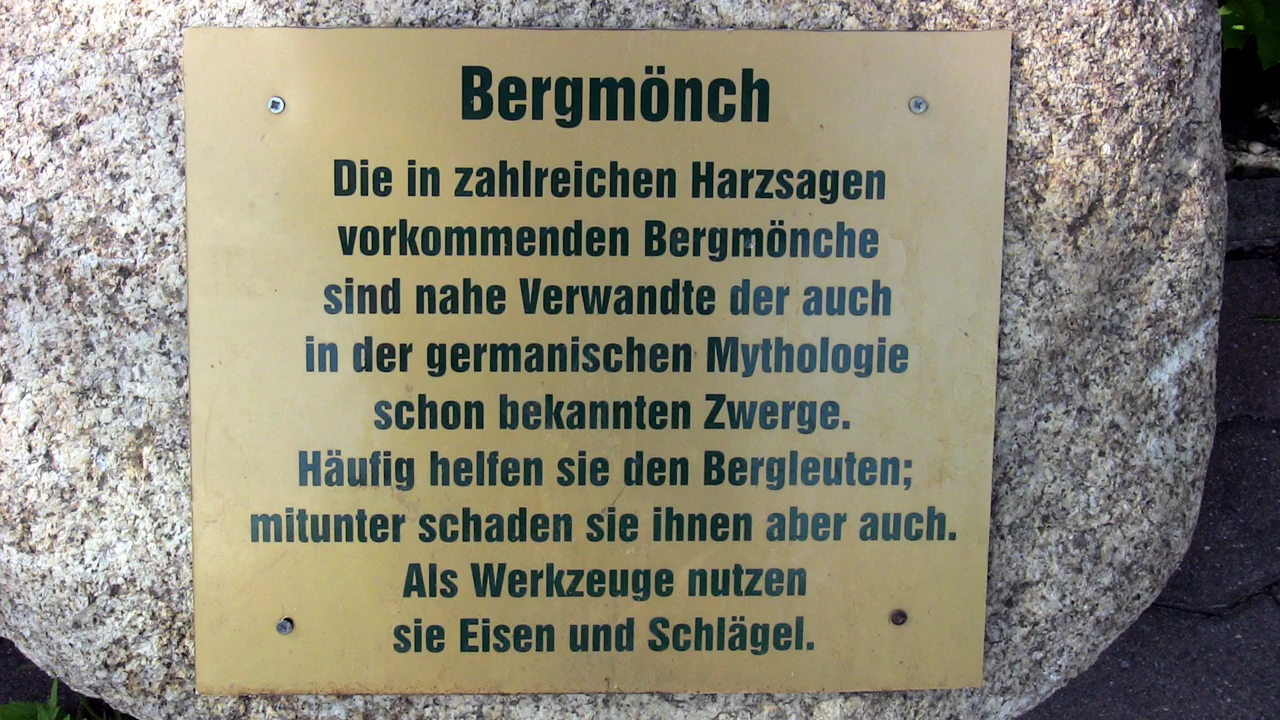 Bergmönch
Die in zahlreichen Harzsagen
vorkommenden Bergmönche
sind nahe Verwandte der auch
in der germanischen Mythologie
schon bekannten Zwerge.
Häufig helfen sie den Bergleuten;
mitunter schaden sie ihnen aber auch.
Als Werkzeuge nutzen
sie Eisen und Schlägel.